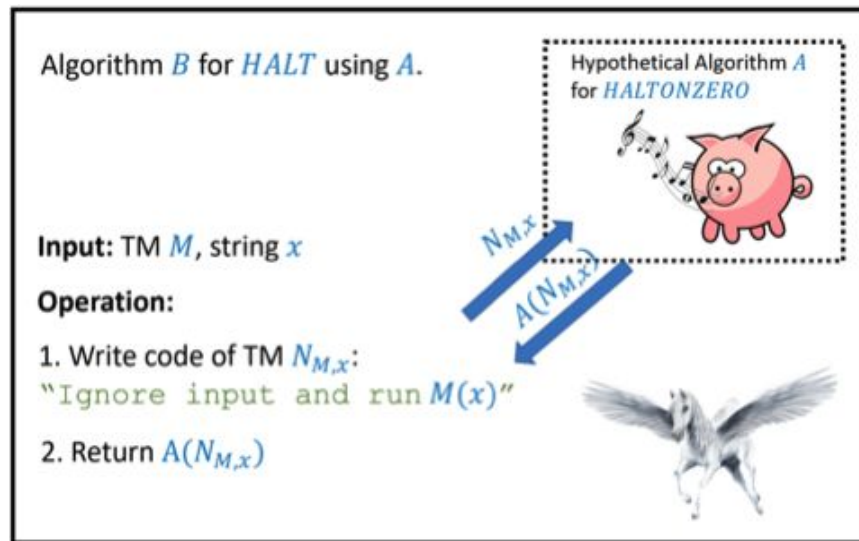 Algorithm B for HALT using A.
Hypothetical Algorithm A
for HALTONZERO
Input: TM M, string x
Operation:
1. Write code of TM N_{M,x}:
“Ignore input and run M(x)”
2. Return A(N_{M,x})
N_{M,x}
A(N_{M,x})